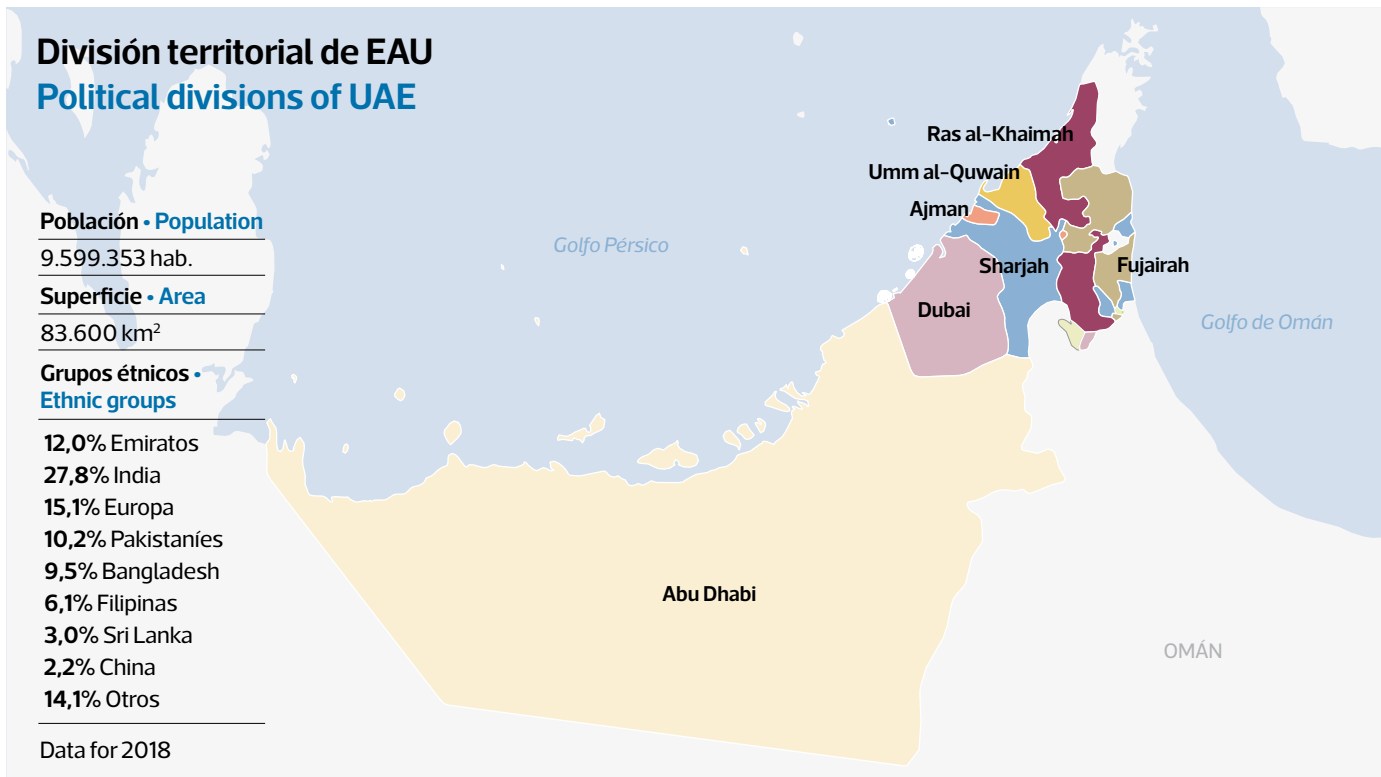 División territorial de EAU
Political divisions of UAE
Población • Population
9.599.353 hab.
Superficie • Area
83.600 km²
Grupos étnicos •
Ethnic groups
12,0% Emiratos
27,8% India
15,1% Europa
10,2% Pakistaníes
9,5% Bangladesh
6,1% Filipinas
3,0% Sri Lanka
2,2% China
14,1% Otros
Data for 2018
Ras al-Khaimah
Umm al-Quwain
Ajman
Golfo Pérsico
Sharjah
Fujairah
Dubai
Golfo de Omán
Abu Dhabi
OMÁN